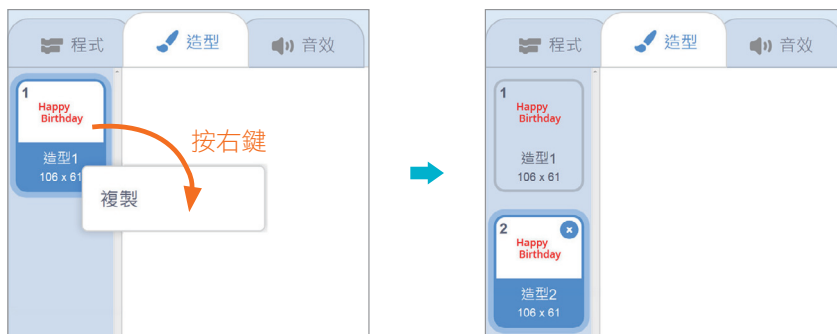 程式
造型
音效
1
Happy
Birthday
造型1
106 x 61
按右鍵
複製
程式
造型
音效
1
Happy
Birthday
造型1
106 x 61
2
Happy
Birthday
造型2
106 x 61